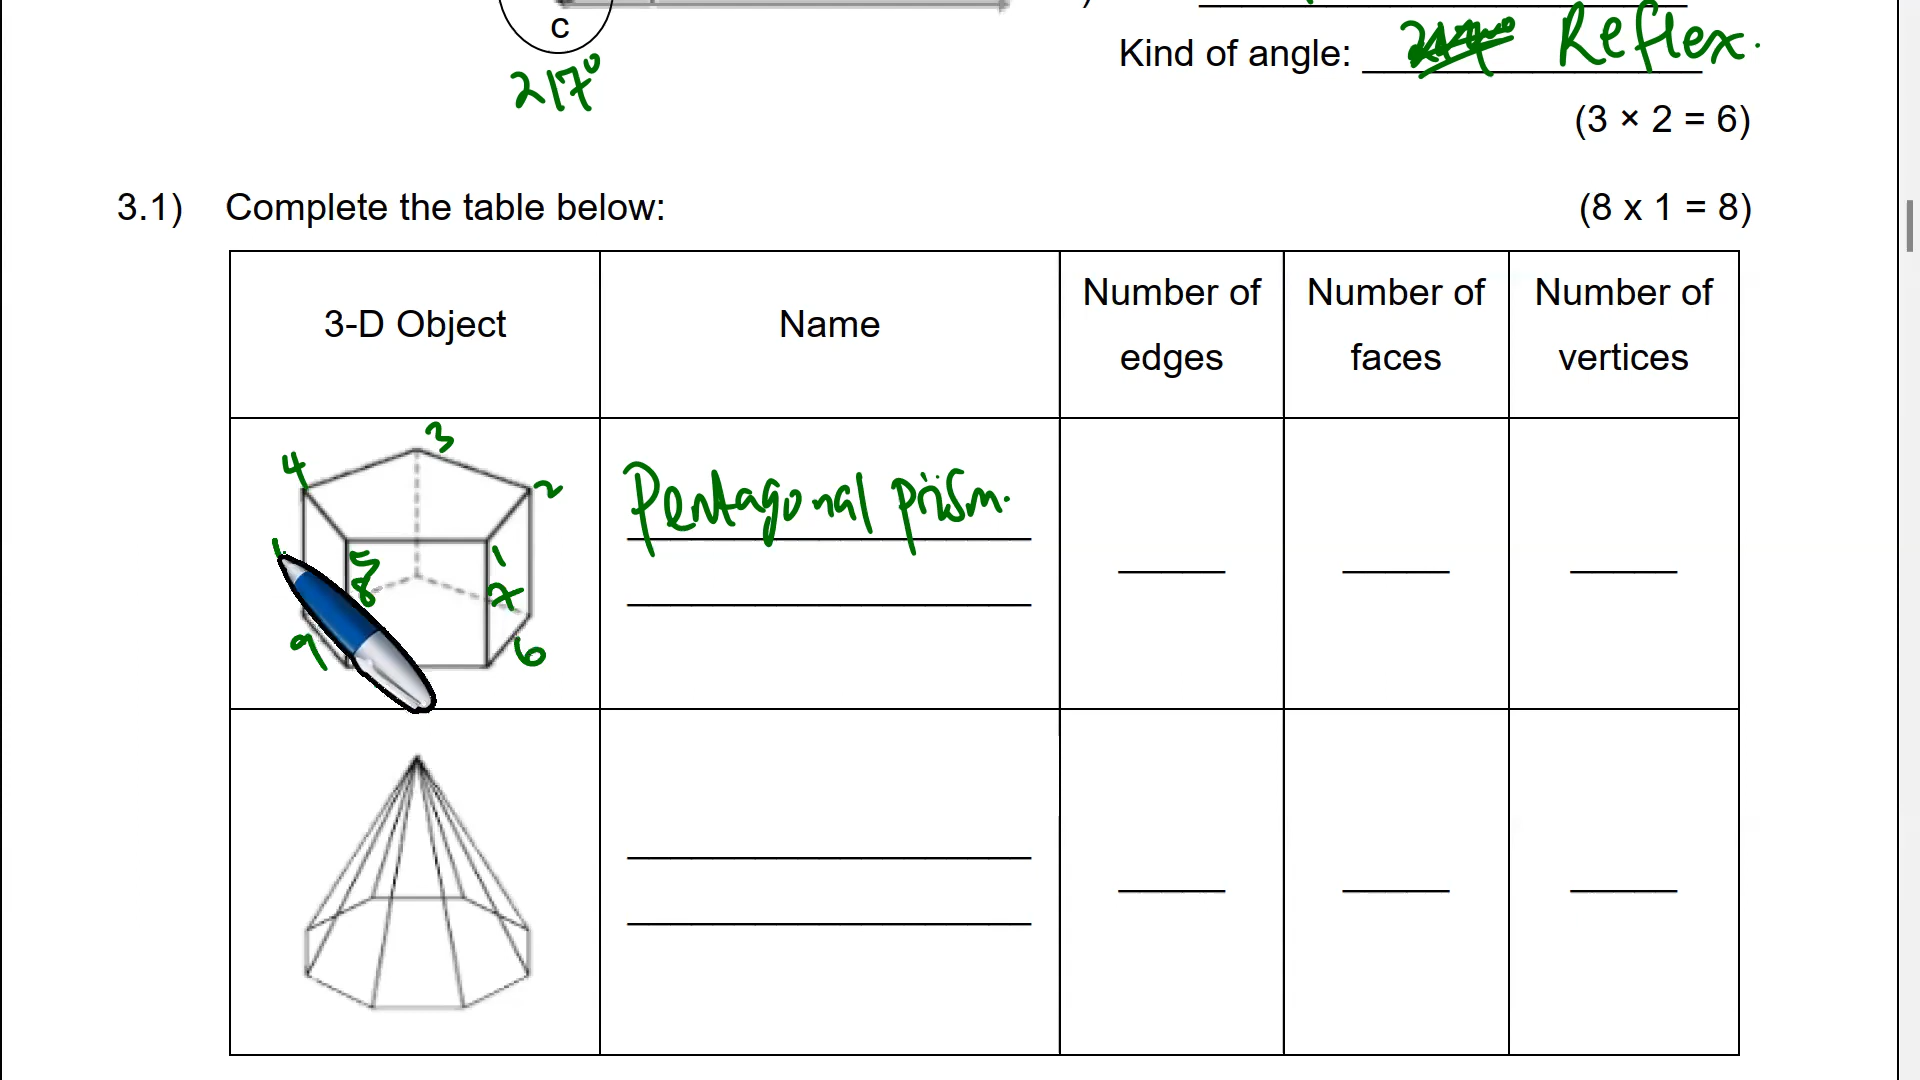 c
217°
Kind of angle: Reflex.
(3 × 2 = 6)
3.1) Complete the table below: (8 x 1 = 8)
3-D Object
Name
Number of edges
Number of faces
Number of vertices
3
4
2
5
1
8
7
9
6
Pentagonal prism.